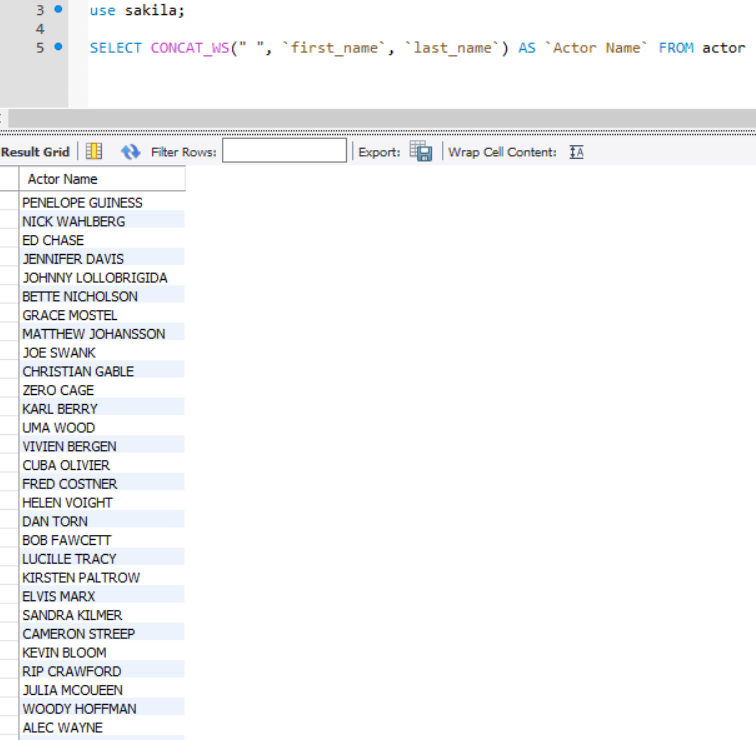 3 use sakila;
4
5 SELECT CONCAT_WS(" ", `first_name`, `last_name`) AS `Actor Name` FROM actor
Result Grid Filter Rows: Export: Wrap Cell Content:
Actor Name
PENELOPE GUINESS
NICK WAHLBERG
ED CHASE
JENNIFER DAVIS
JOHNNY LOLLOBRIGIDA
BETTE NICHOLSON
GRACE MOSTEL
MATTHEW JOHANSSON
JOE SWANK
CHRISTIAN GABLE
ZERO CAGE
KARL BERRY
UMA WOOD
VIVIEN BERGEN
CUBA OLIVIER
FRED COSTNER
HELEN VOIGHT
DAN TORN
BOB FAWCETT
LUCILLE TRACY
KIRSTEN PALTROW
ELVIS MARX
SANDRA KILMER
CAMERON STREEP
KEVIN BLOOM
RIP CRAWFORD
JULIA MCQUEEN
WOODY HOFFMAN
ALEC WAYNE